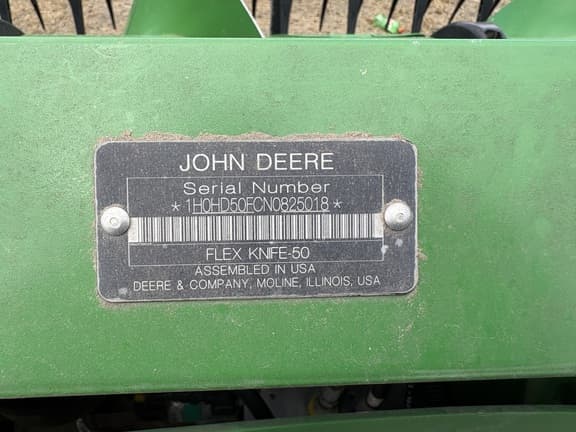 JOHN DEERE
Serial Number
* 1H0HD50FCN0825018 *
FLEX KNIFE-50
ASSEMBLED IN USA
DEERE & COMPANY, MOLINE, ILLINOIS, USA